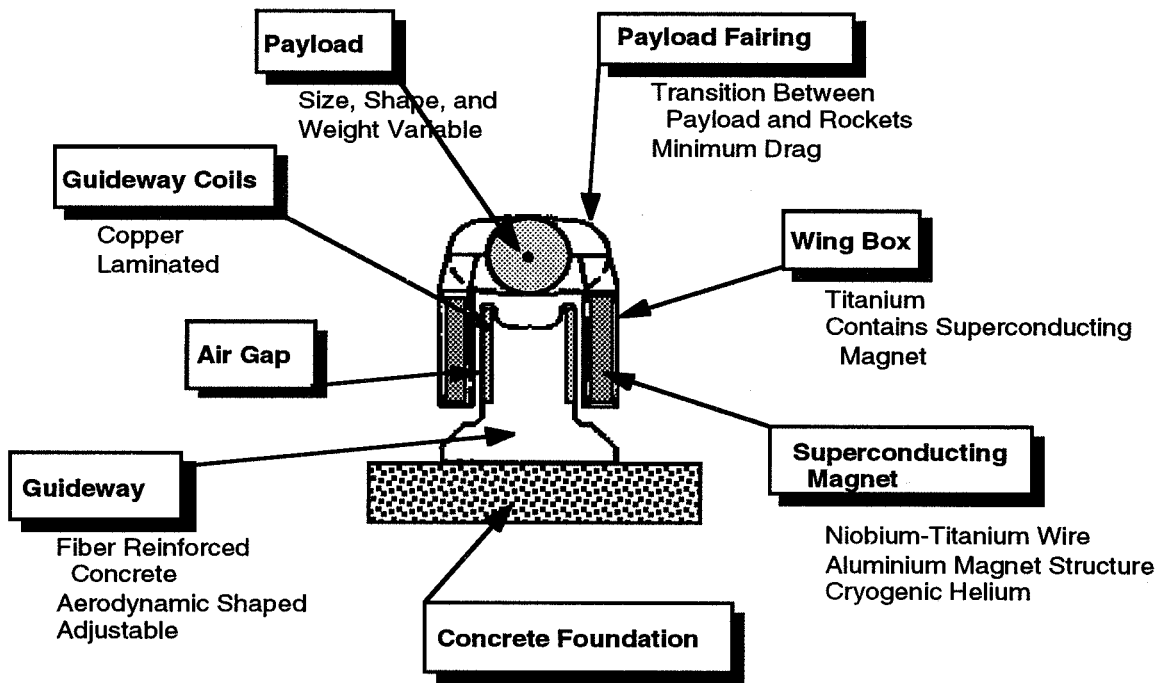 Payload
Size, Shape, and
Weight Variable
Payload Fairing
Transition Between
Payload and Rockets
Minimum Drag
Guideway Coils
Copper
Laminated
Wing Box
Titanium
Contains Superconducting
Magnet
Air Gap
Guideway
Fiber Reinforced
Concrete
Aerodynamic Shaped
Adjustable
Superconducting
Magnet
Niobium-Titanium Wire
Aluminium Magnet Structure
Cryogenic Helium
Concrete Foundation